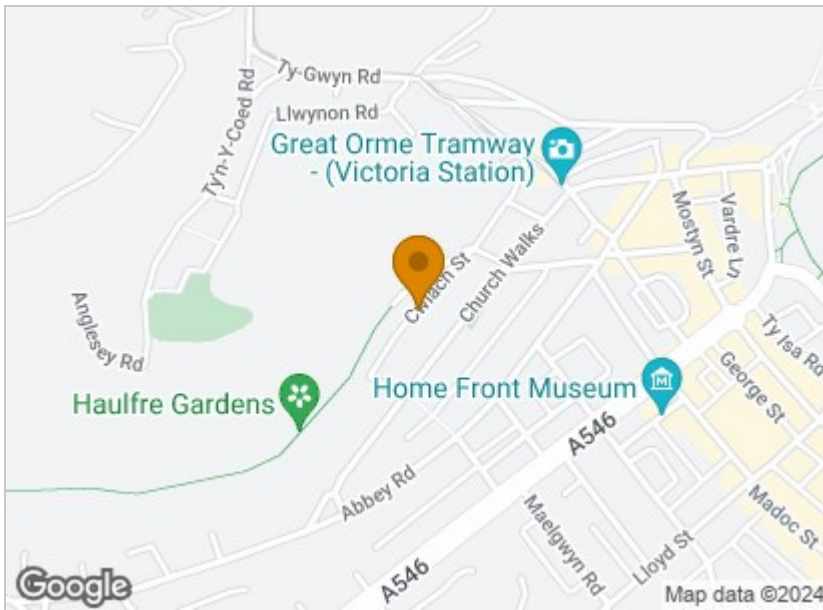 Ty-Gwyn Rd
Llwynon Rd
Ty'n-Y-Coed Rd
Great Orme Tramway
- (Victoria Station)
Mostyn St
Vardre Ln
Church Walks
Cwlach St
Anglesey Rd
Ty Isa Rd
Haulfre Gardens
Home Front Museum
M
George St
A546
Abbey Rd
Madoc St
Maelgwyn Rd
Lloyd St
A546
Google
Map data ©2024